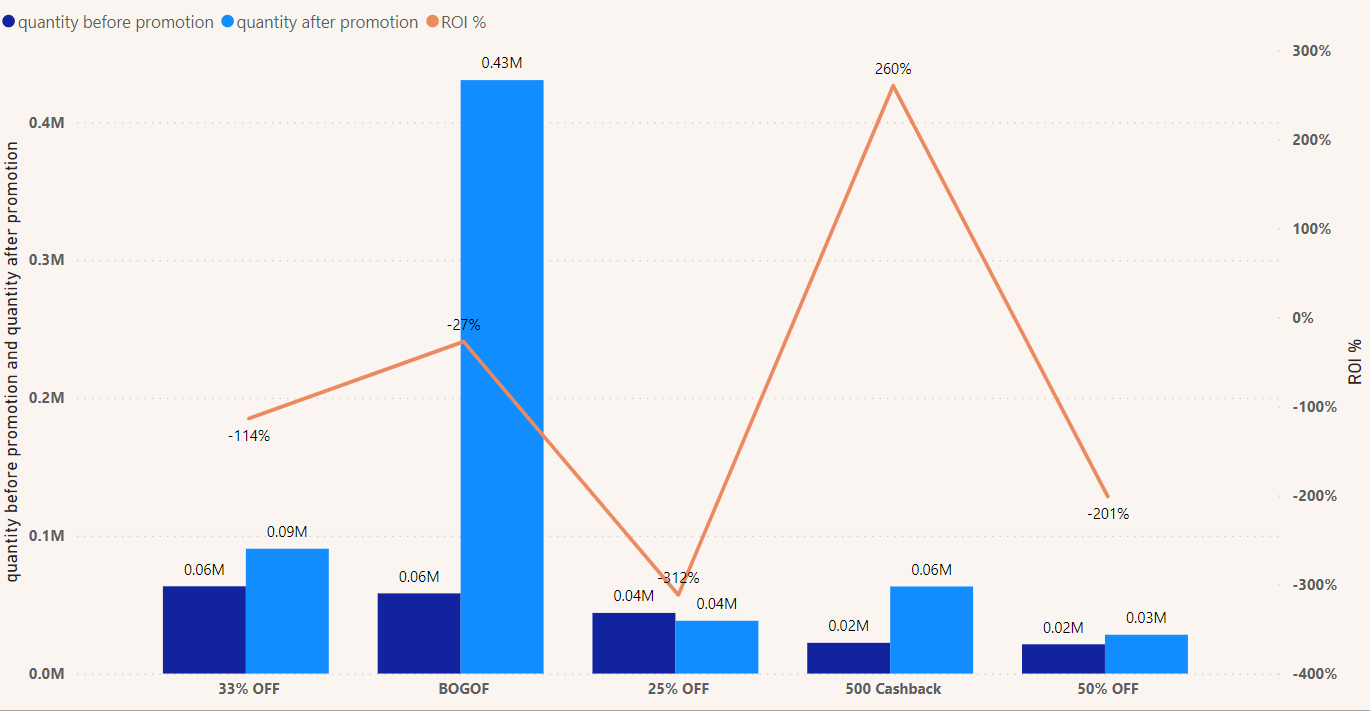 quantity before promotion quantity after promotion ROI %
quantity before promotion and quantity after promotion
0.4M
0.3M
0.2M
0.1M
0.0M
0.06M
0.09M
0.06M
0.43M
0.04M
0.04M
0.02M
0.06M
0.02M
0.03M
-114%
-27%
-312%
260%
-201%
33% OFF
BOGOF
25% OFF
500 Cashback
50% OFF
300%
200%
100%
0%
-100%
-200%
-300%
-400%
ROI %